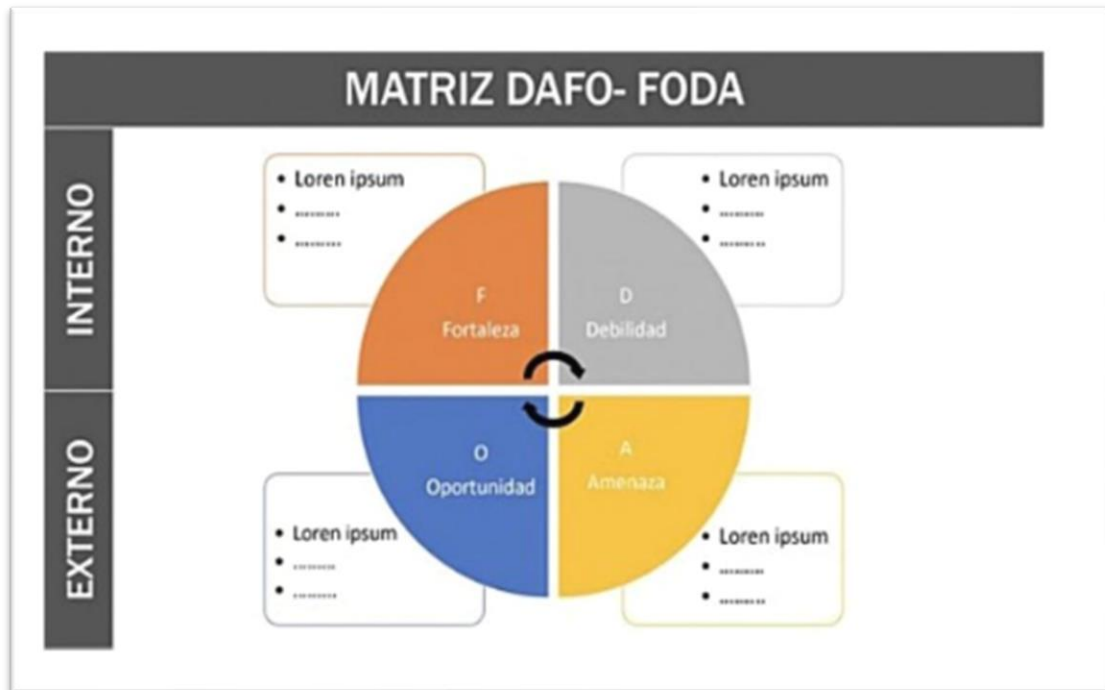 MATRIZ DAFO- FODA
INTERNO
• Loren ipsum
• .........
• .........
• Loren ipsum
• .........
• .........
F
Fortaleza
D
Debilidad
EXTERNO
O
Oportunidad
A
Amenaza
• Loren ipsum
• .........
• .........
• Loren ipsum
• .........
• .........